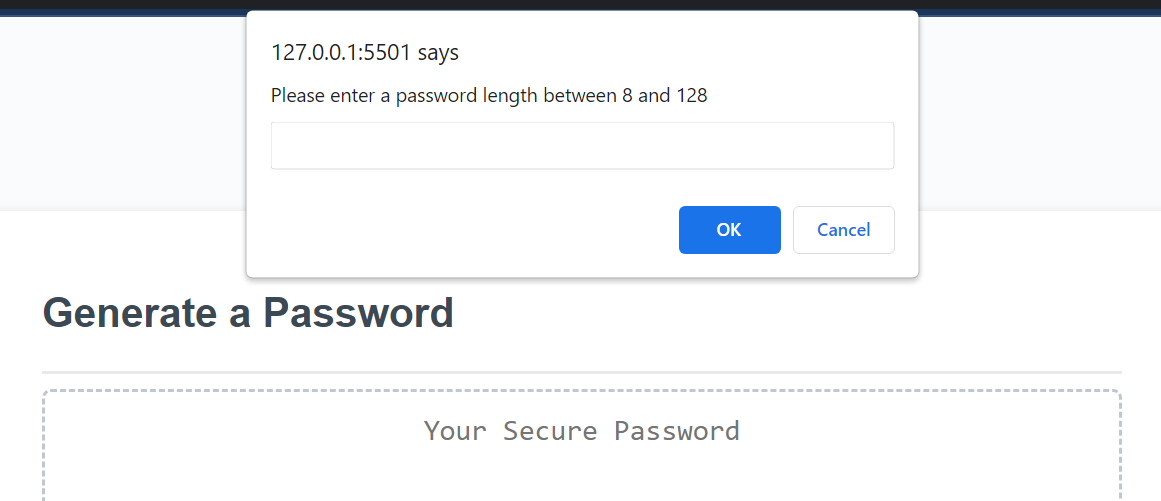 127.0.0.1:5501 says
Please enter a password length between 8 and 128
OK Cancel
Generate a Password
Your Secure Password